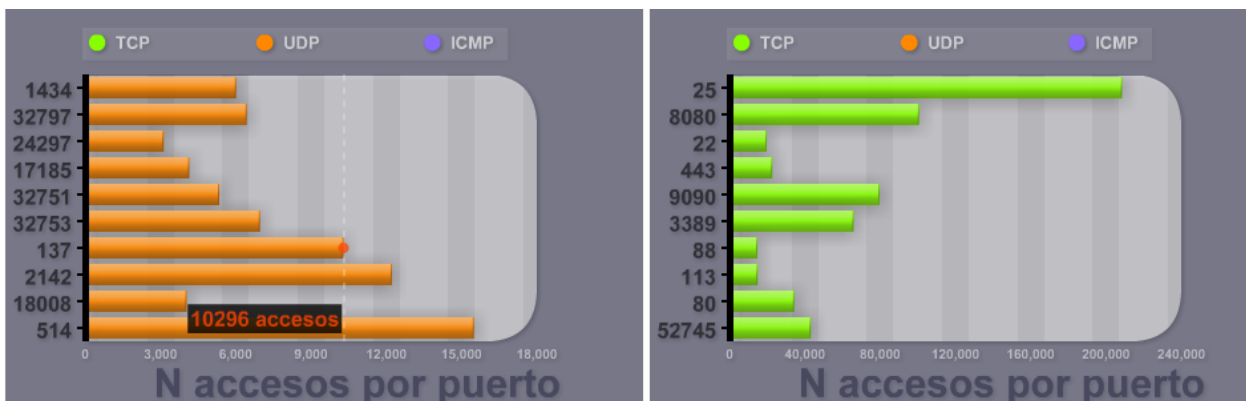 TCP UDP ICMP
1434
32797
24297
17185
32751
32753
137
2142
18008
514
10296 accesos
0 3,000 6,000 9,000 12,000 15,000 18,000
N accesos por puerto
TCP UDP ICMP
25
8080
22
443
9090
3389
88
113
80
52745
0 40,000 80,000 120,000 160,000 200,000 240,000
N accesos por puerto